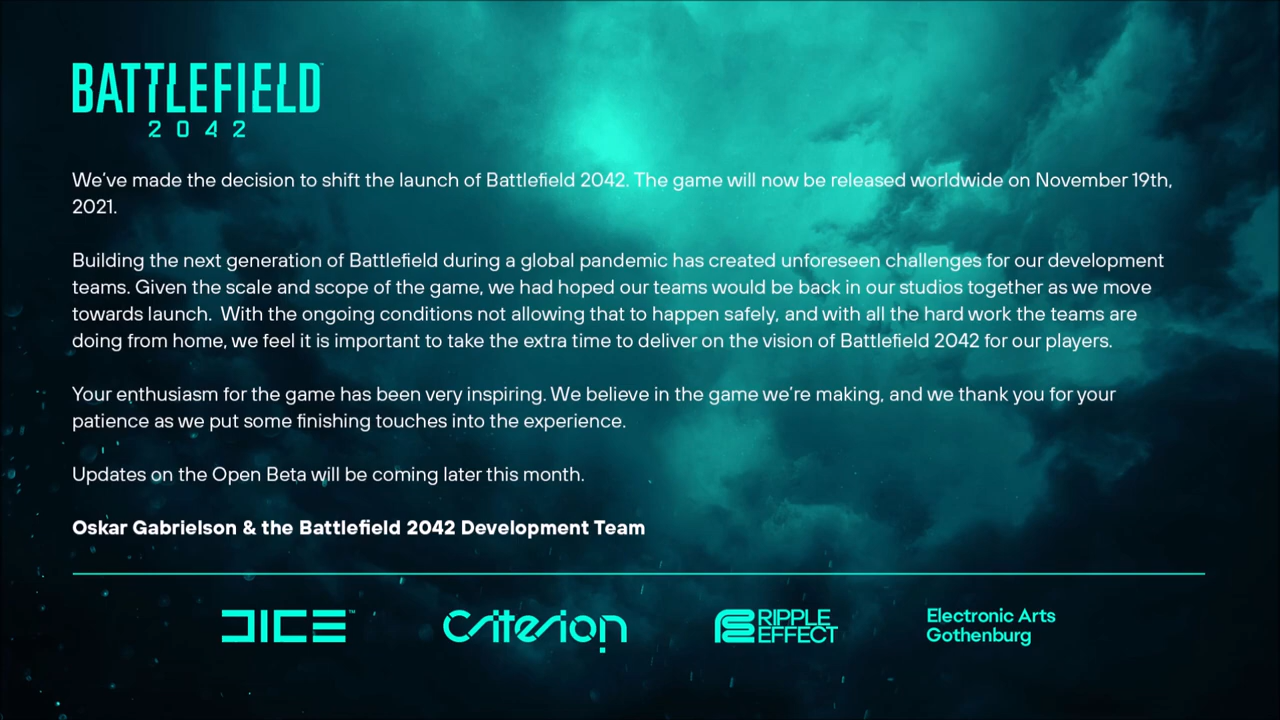 BATTLEFIELD™
2042
We've made the decision to shift the launch of Battlefield 2042. The game will now be released worldwide on November 19th,
2021.
Building the next generation of Battlefield during a global pandemic has created unforeseen challenges for our development
teams. Given the scale and scope of the game, we had hoped our teams would be back in our studios together as we move
towards launch.  With the ongoing conditions not allowing that to happen safely, and with all the hard work the teams are
doing from home, we feel it is important to take the extra time to deliver on the vision of Battlefield 2042 for our players.
Your enthusiasm for the game has been very inspiring. We believe in the game we're making, and we thank you for your
patience as we put some finishing touches into the experience.
Updates on the Open Beta will be coming later this month.
Oskar Gabrielson & the Battlefield 2042 Development Team
DICE™
Criterion
RIPPLE
EFFECT
Electronic Arts
Gothenburg